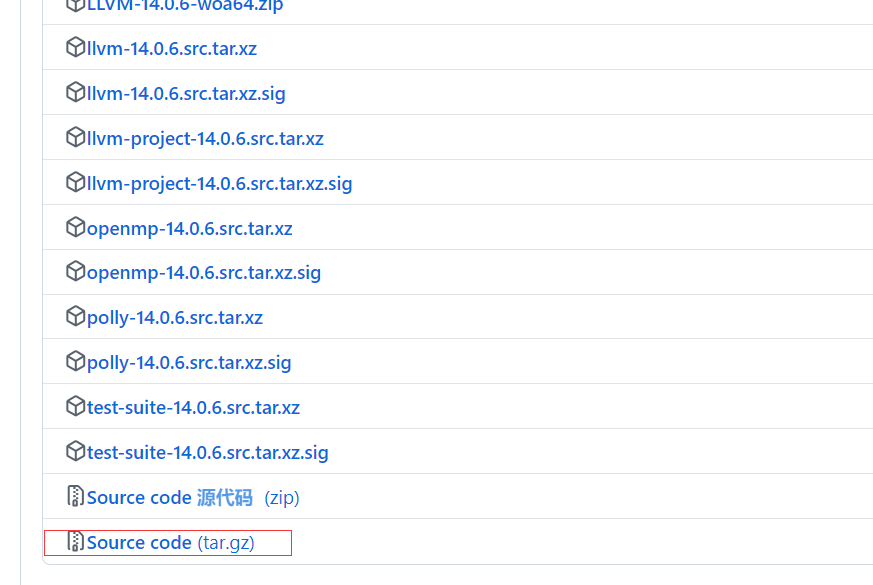 LLVM-14.0.6-woa64.zip
llvm-14.0.6.src.tar.xz
llvm-14.0.6.src.tar.xz.sig
llvm-project-14.0.6.src.tar.xz
llvm-project-14.0.6.src.tar.xz.sig
openmp-14.0.6.src.tar.xz
openmp-14.0.6.src.tar.xz.sig
polly-14.0.6.src.tar.xz
polly-14.0.6.src.tar.xz.sig
test-suite-14.0.6.src.tar.xz
test-suite-14.0.6.src.tar.xz.sig
Source code 源代码 (zip)
Source code (tar.gz)